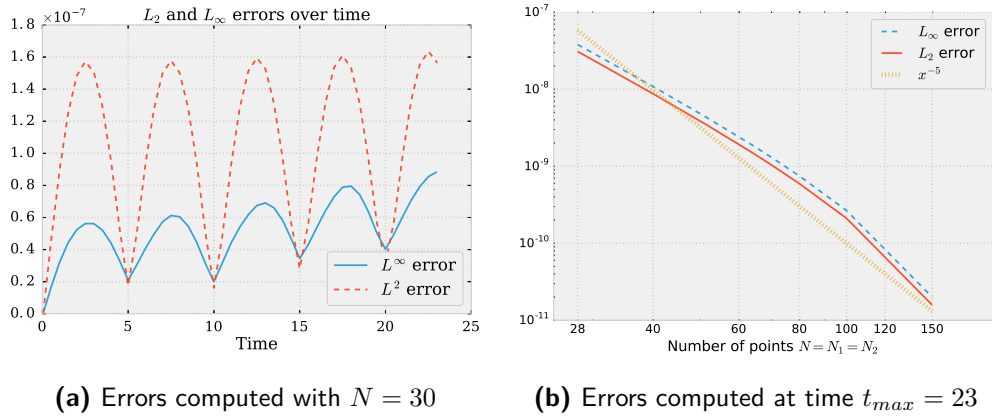 L₂ and L∞ errors over time
×10⁻⁷
1.8
1.6
1.4
1.2
1.0
0.8
0.6
0.4
0.2
0.0
0 5 10 15 20 25
Time
L^∞ error
L² error
(a) Errors computed with N = 30
10⁻⁷
10⁻⁸
10⁻⁹
10⁻¹⁰
10⁻¹¹
28 40 60 80 100 120 150
Number of points N = N₁ = N₂
L∞ error
L₂ error
x⁻⁵
(b) Errors computed at time t_max = 23